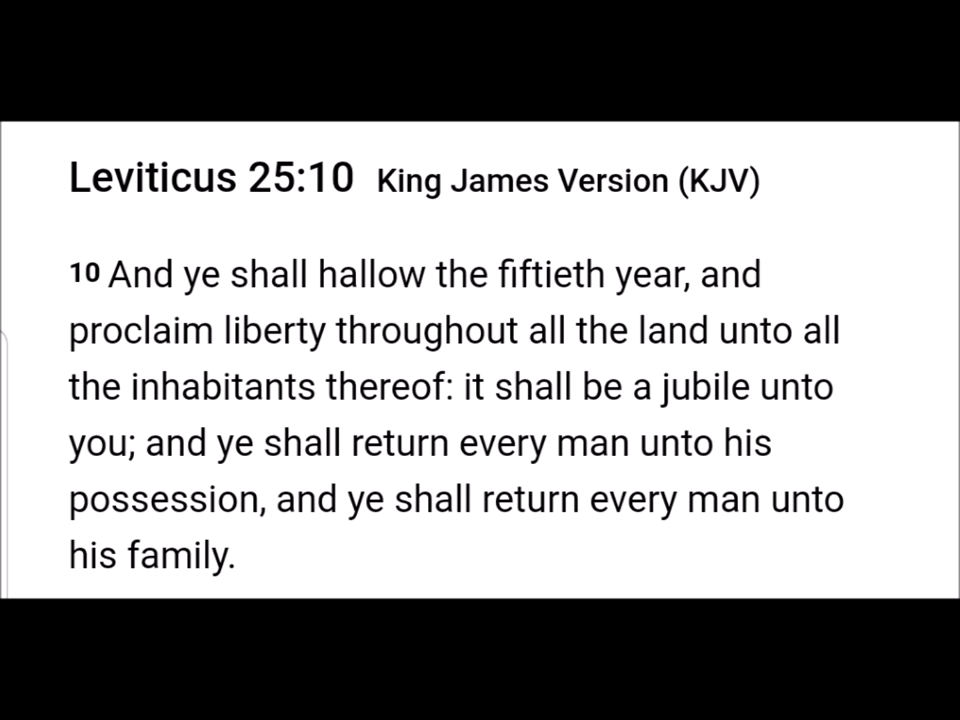 Leviticus 25:10 King James Version (KJV)
10 And ye shall hallow the fiftieth year, and
proclaim liberty throughout all the land unto all
the inhabitants thereof: it shall be a jubile unto
you; and ye shall return every man unto his
possession, and ye shall return every man unto
his family.